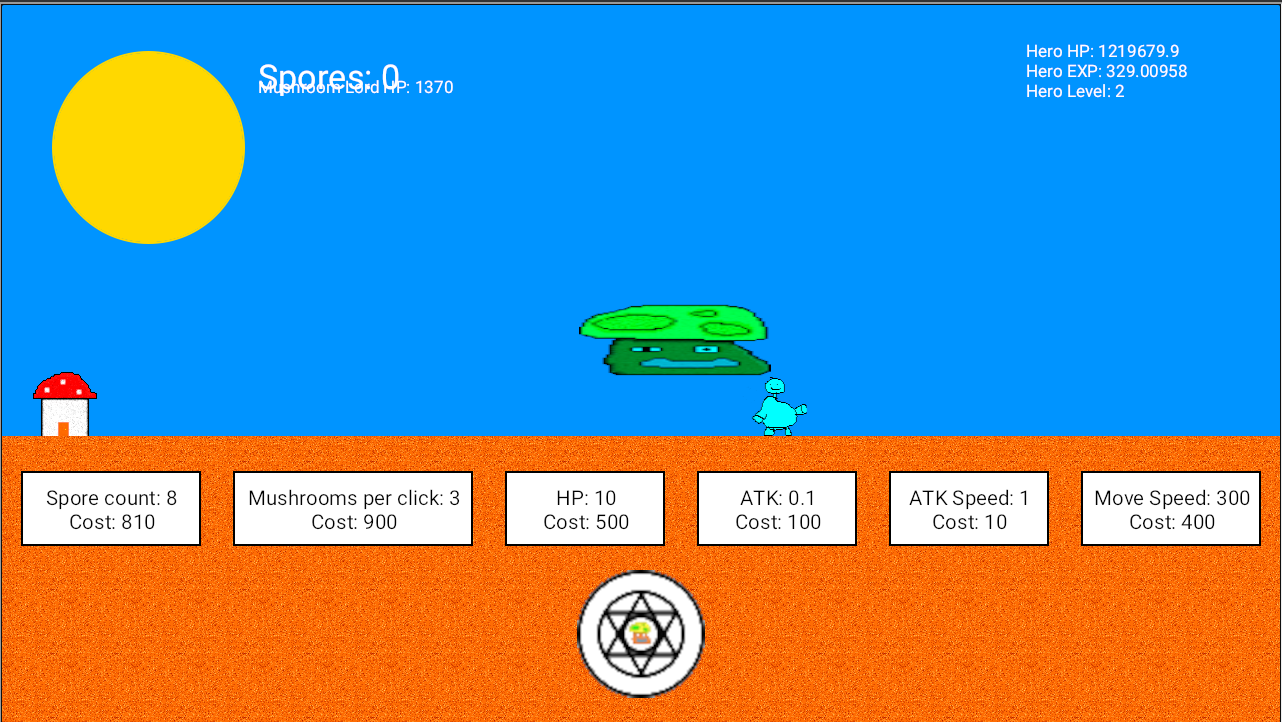 Spores: 0
Mushroom Lord HP: 1370
Hero HP: 1219679.9
Hero EXP: 329.00958
Hero Level: 2
Spore count: 8
Cost: 810
Mushrooms per click: 3
Cost: 900
HP: 10
Cost: 500
ATK: 0.1
Cost: 100
ATK Speed: 1
Cost: 10
Move Speed: 300
Cost: 400